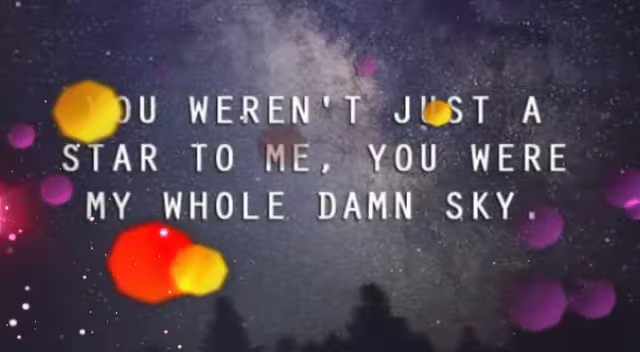 YOU WEREN'T JUST A
STAR TO ME, YOU WERE
MY WHOLE DAMN SKY.